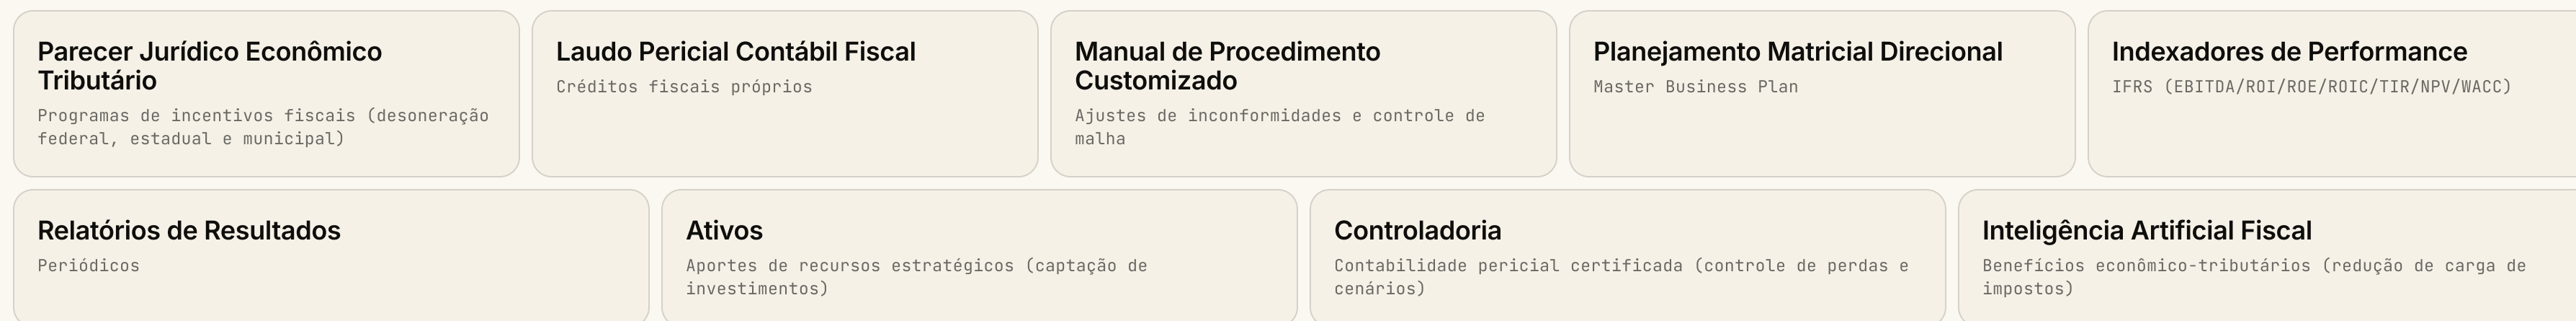 Parecer Jurídico Econômico
Tributário
Programas de incentivos fiscais (desoneração
federal, estadual e municipal)
Laudo Pericial Contábil Fiscal
Créditos fiscais próprios
Manual de Procedimento
Customizado
Ajustes de inconformidades e controle de
malha
Planejamento Matricial Direcional
Master Business Plan
Indexadores de Performance
IFRS (EBITDA/ROI/ROE/ROIC/TIR/NPV/WACC)
Relatórios de Resultados
Periódicos
Ativos
Aportes de recursos estratégicos (captação de
investimentos)
Controladoria
Contabilidade pericial certificada (controle de perdas e
cenários)
Inteligência Artificial Fiscal
Benefícios econômico-tributários (redução de carga de
impostos)